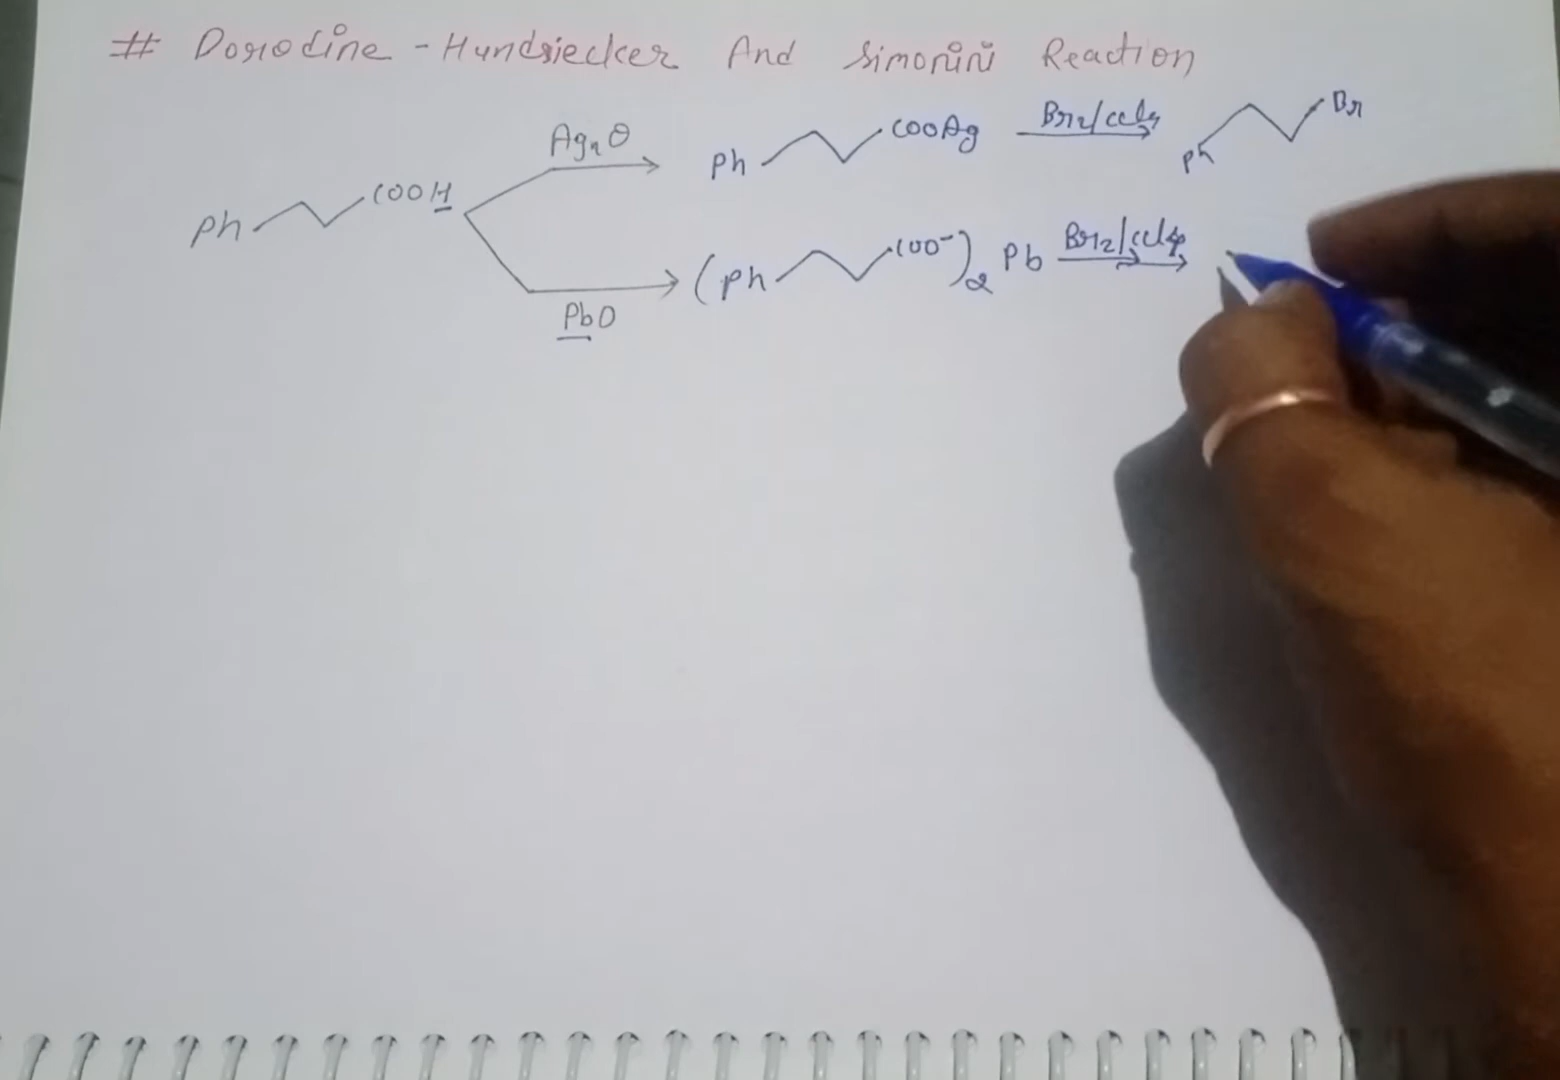 # Borodine - Hundsiecker And Simonini Reaction
Ag2O
Ph COOAg
Br2/CCl4
Ph Br
Ph COOH
PbO
(Ph COO-)2 Pb
Br2/CCl4